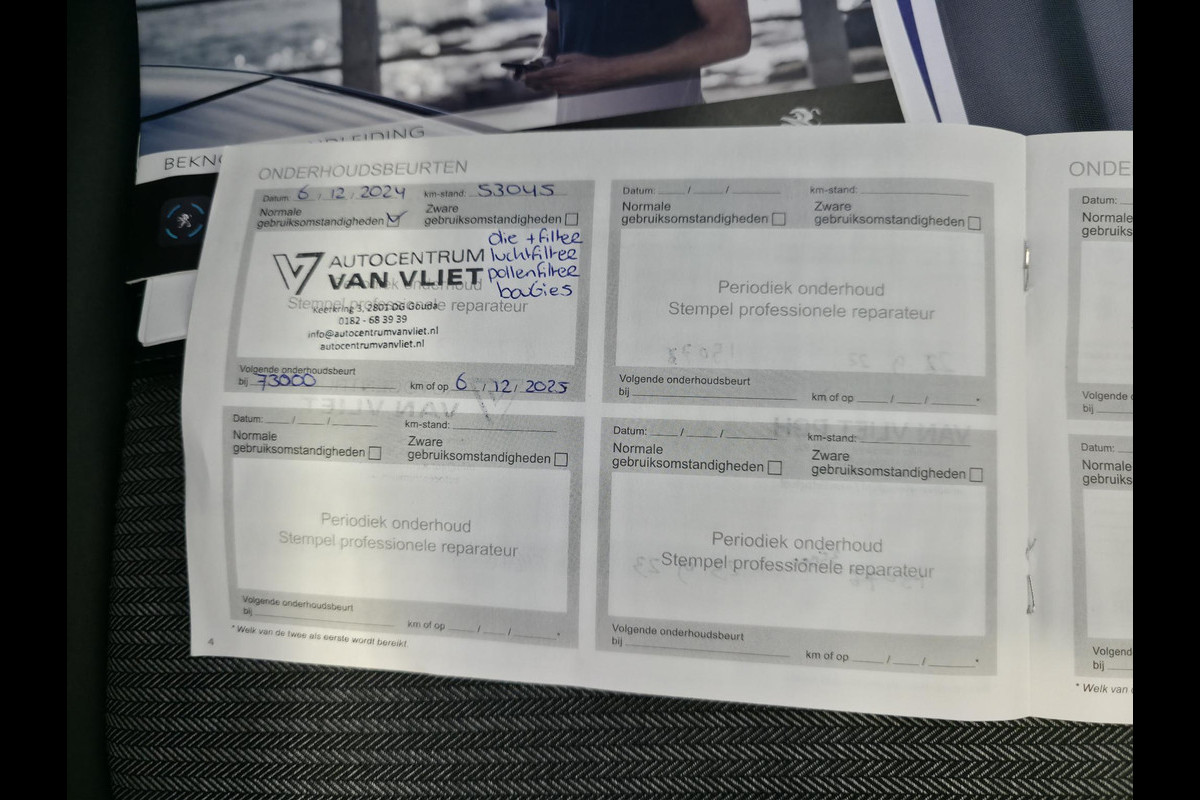 BEKN
LEIDING
ONDERHOUDSBEURTEN
Datum: 6 / 12 / 2024 km-stand: 53045
Normale gebruiksomstandigheden
Zware gebruiksomstandigheden
V7 AUTOCENTRUM
VAN VLIET
olie + filter
luchtfilter
pollenfilter
bouGies
Periodiek onderhoud
Stempel professionele reparateur
Keerkring 3, 2801 DG Gouda
0182 - 68 39 39
info@autocentrumvanvliet.nl
autocentrumvanvliet.nl
Volgende onderhoudsbeurt
bij 73000 km of op 6 / 12 / 2025
Datum: / / km-stand:
Normale gebruiksomstandigheden
Zware gebruiksomstandigheden
Periodiek onderhoud
Stempel professionele reparateur
Volgende onderhoudsbeurt
bij km of op / / *
Datum: / / km-stand:
Normale gebruiksomstandigheden
Zware gebruiksomstandigheden
Periodiek onderhoud
Stempel professionele reparateur
Volgende onderhoudsbeurt
bij km of op / / *
* Welk van de twee als eerste wordt bereikt.
4
Datum: / / km-stand:
Normale gebruiksomstandigheden
Zware gebruiksomstandigheden
Periodiek onderhoud
Stempel professionele reparateur
Volgende onderhoudsbeurt
bij km of op / / *
ONDE
Datum:
Normale
gebruiks
Volgende
bij
Datum:
Normale
gebruiks
Volgend
bij
* Welk van